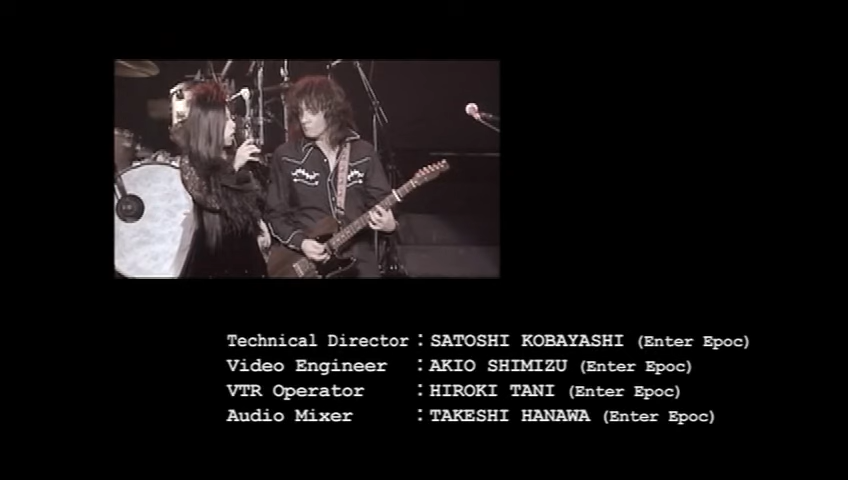 Technical Director : SATOSHI KOBAYASHI (Enter Epoc)
Video Engineer : AKIO SHIMIZU (Enter Epoc)
VTR Operator : HIROKI TANI (Enter Epoc)
Audio Mixer : TAKESHI HANAWA (Enter Epoc)